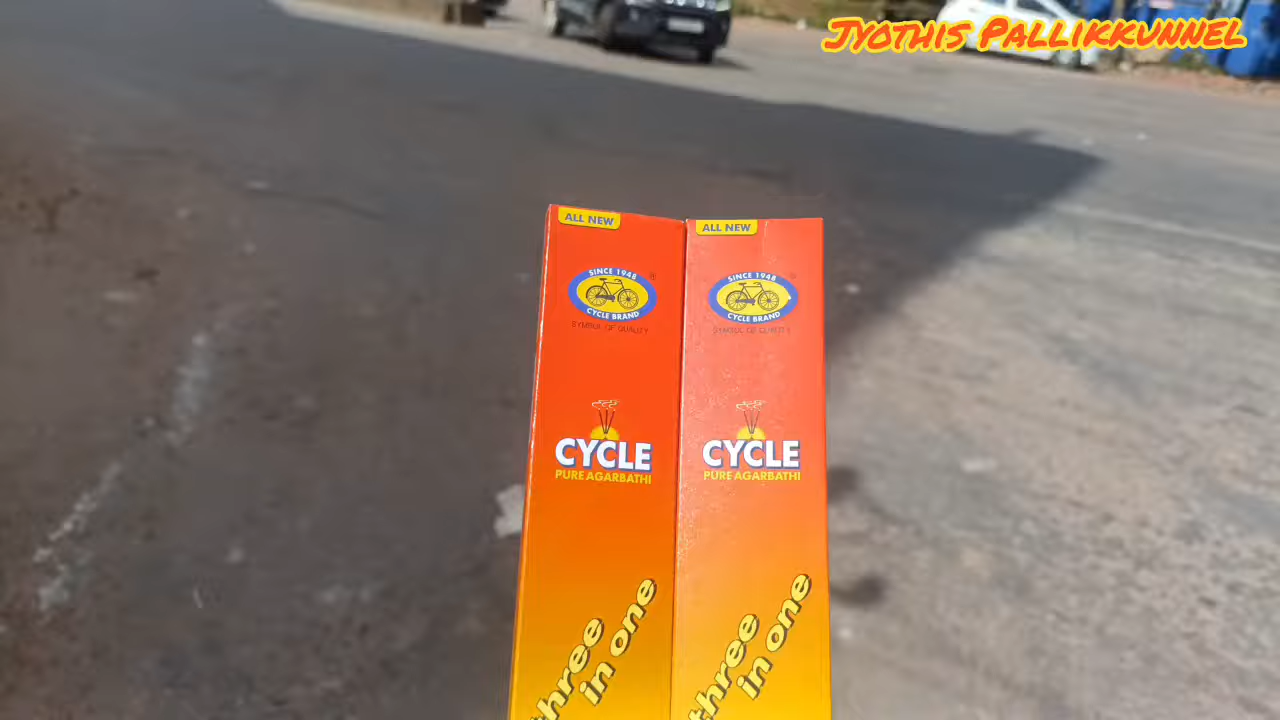 Jyothis Pallikkunnel
ALL NEW
SINCE 1948
CYCLE BRAND
SYMBOL OF QUALITY
CYCLE
PURE AGARBATHI
three
in one
ALL NEW
SINCE 1948
CYCLE BRAND
SYMBOL OF QUALITY
CYCLE
PURE AGARBATHI
three
in one